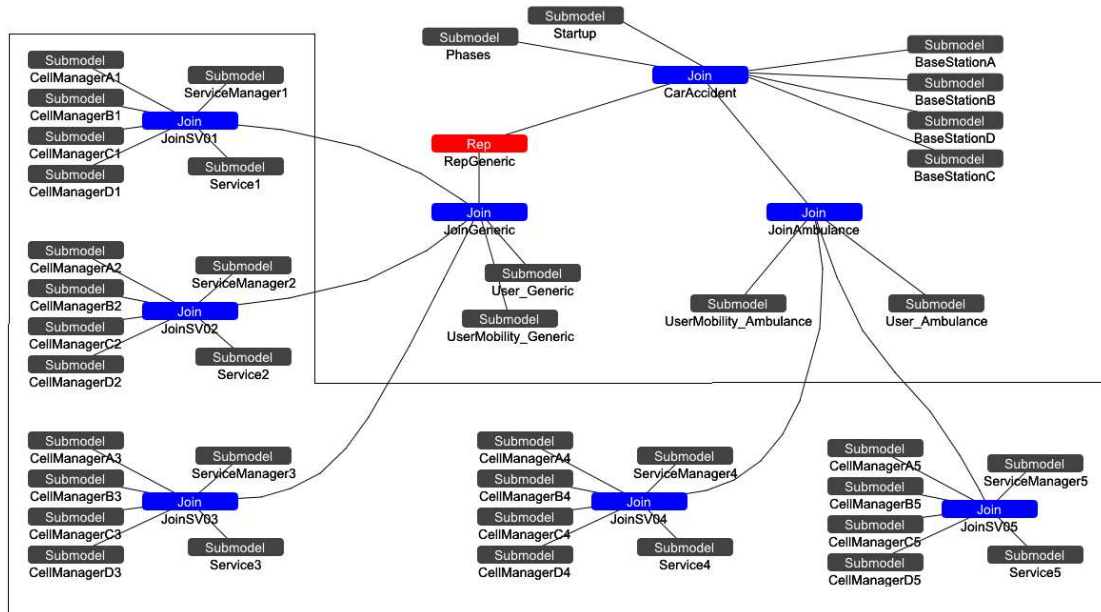 Submodel
Startup
Submodel
Phases
Join
CarAccident
Submodel
BaseStationA
Submodel
BaseStationB
Submodel
BaseStationD
Submodel
BaseStationC
Rep
RepGeneric
Join
JoinGeneric
Submodel
User_Generic
Submodel
UserMobility_Generic
Join
JoinAmbulance
Submodel
UserMobility_Ambulance
Submodel
User_Ambulance
Submodel
CellManagerA1
Submodel
CellManagerB1
Submodel
CellManagerC1
Submodel
CellManagerD1
Submodel
ServiceManager1
Join
JoinSV01
Submodel
Service1
Submodel
CellManagerA2
Submodel
CellManagerB2
Submodel
CellManagerC2
Submodel
CellManagerD2
Submodel
ServiceManager2
Join
JoinSV02
Submodel
Service2
Submodel
CellManagerA3
Submodel
CellManagerB3
Submodel
CellManagerC3
Submodel
CellManagerD3
Submodel
ServiceManager3
Join
JoinSV03
Submodel
Service3
Submodel
CellManagerA4
Submodel
CellManagerB4
Submodel
CellManagerC4
Submodel
CellManagerD4
Submodel
ServiceManager4
Join
JoinSV04
Submodel
Service4
Submodel
CellManagerA5
Submodel
CellManagerB5
Submodel
CellManagerC5
Submodel
CellManagerD5
Submodel
ServiceManager5
Join
JoinSV05
Submodel
Service5